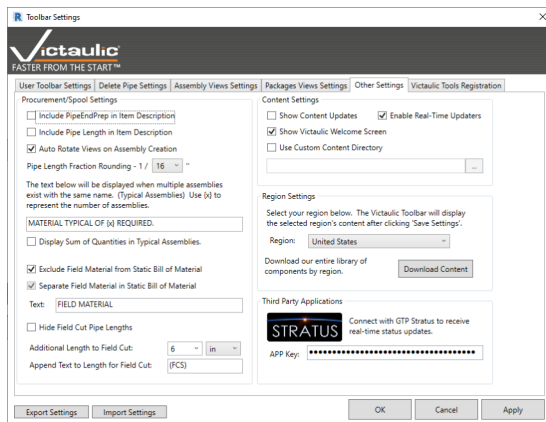 Toolbar Settings
Victaulic
FASTER FROM THE START™
User Toolbar Settings Delete Pipe Settings Assembly Views Settings Packages Views Settings Other Settings Victaulic Tools Registration
Procurement/Spool Settings
Include PipeEndPrep in Item Description
Include Pipe Length in Item Description
Auto Rotate Views on Assembly Creation
Pipe Length Fraction Rounding - 1 / 16 "
The text below will be displayed when multiple assemblies
exist with the same name. (Typical Assemblies) Use {x} to
represent the number of assemblies.
MATERIAL TYPICAL OF {x} REQUIRED.
Display Sum of Quantities in Typical Assemblies.
Exclude Field Material from Static Bill of Material
Separate Field Material in Static Bill of Material
Text: FIELD MATERIAL
Hide Field Cut Pipe Lengths
Additional Length to Field Cut: 6 in
Append Text to Length for Field Cut: (FCS)
Content Settings
Show Content Updates Enable Real-Time Updaters
Show Victaulic Welcome Screen
Use Custom Content Directory
...
Region Settings
Select your region below. The Victaulic Toolbar will display
the selected region's content after clicking 'Save Settings'.
Region: United States
Download our entire library of
components by region.
Download Content
Third Party Applications
STRATUS
Connect with GTP Stratus to receive
real-time status updates.
APP Key:
Export Settings Import Settings OK Cancel Apply